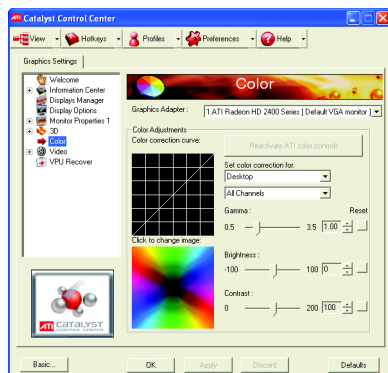 ATI Catalyst Control Center
View Hotkeys Profiles Preferences Help
Graphics Settings
Welcome
Information Center
Displays Manager
Display Options
Monitor Properties 1
3D
Color
Video
VPU Recover
ATI CATALYST
CONTROL CENTER
Color
Graphics Adapter : 1.ATI Radeon HD 2400 Series [ Default VGA monitor ]
Color Adjustments
Color correction curve:
Reactivate ATI color controls
Set color correction for:
Desktop
All Channels
Gamma : Reset
0.5 3.5 1.00
Click to change image:
Brightness :
-100 100 0
Contrast :
0 200 100
Basic... OK Apply Discard Defaults